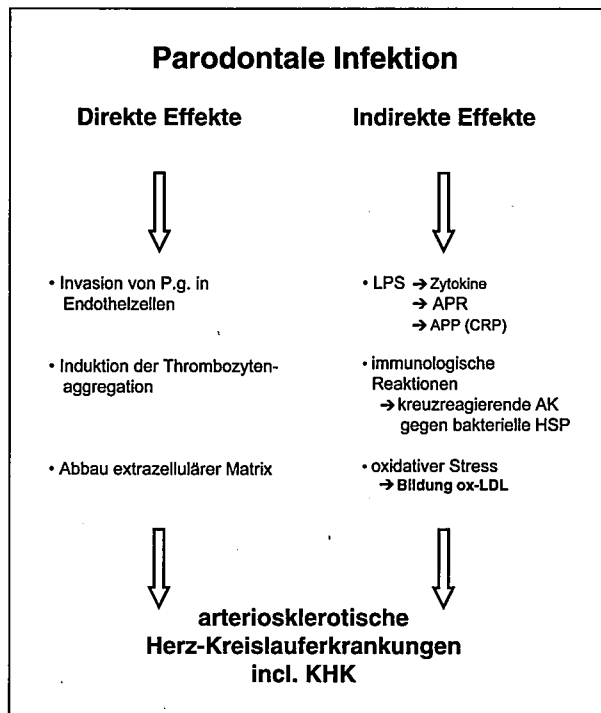 Parodontale Infektion
Direkte Effekte
• Invasion von P.g. in
Endothelzellen
• Induktion der Thrombozyten-
aggregation
• Abbau extrazellulärer Matrix
Indirekte Effekte
• LPS → Zytokine
→ APR
→ APP (CRP)
• immunologische
Reaktionen
→ kreuzreagierende AK
gegen bakterielle HSP
• oxidativer Stress
→ Bildung ox-LDL
arteriosklerotische
Herz-Kreislauferkrankungen
incl. KHK